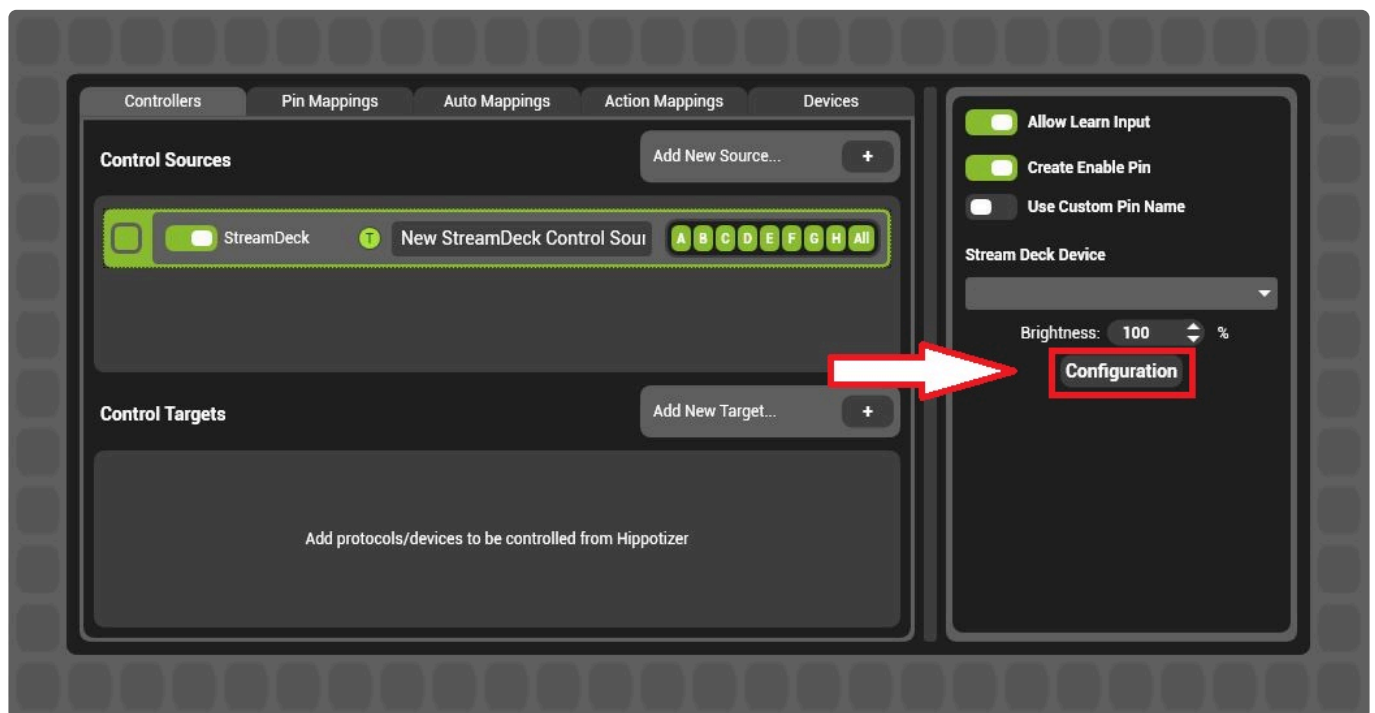 Controllers Pin Mappings Auto Mappings Action Mappings Devices
Control Sources
Add New Source... +
StreamDeck T New StreamDeck Control Sour A B C D E F G H All
Control Targets
Add New Target... +
Add protocols/devices to be controlled from Hippotizer
Allow Learn Input
Create Enable Pin
Use Custom Pin Name
Stream Deck Device
Brightness: 100 %
Configuration